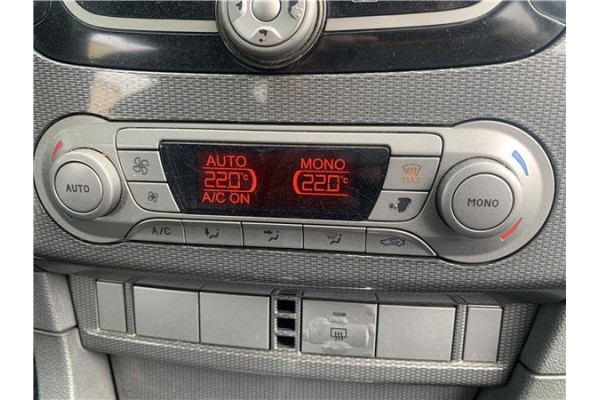 AUTO MONO
22.0°C 22.0°C
A/C ON
AUTO
MONO
A/C